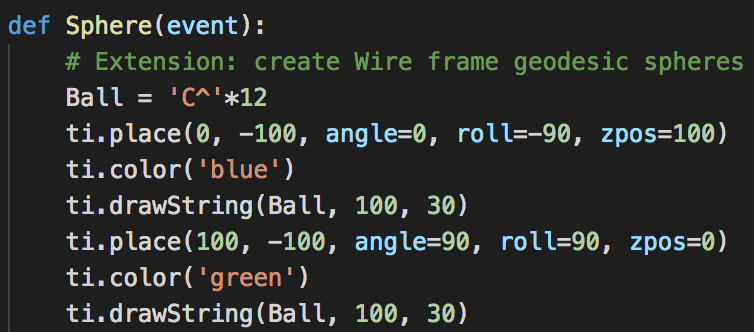 def Sphere(event):
    # Extension: create Wire frame geodesic spheres
    Ball = 'C^'*12
    ti.place(0, -100, angle=0, roll=-90, zpos=100)
    ti.color('blue')
    ti.drawString(Ball, 100, 30)
    ti.place(100, -100, angle=90, roll=90, zpos=0)
    ti.color('green')
    ti.drawString(Ball, 100, 30)